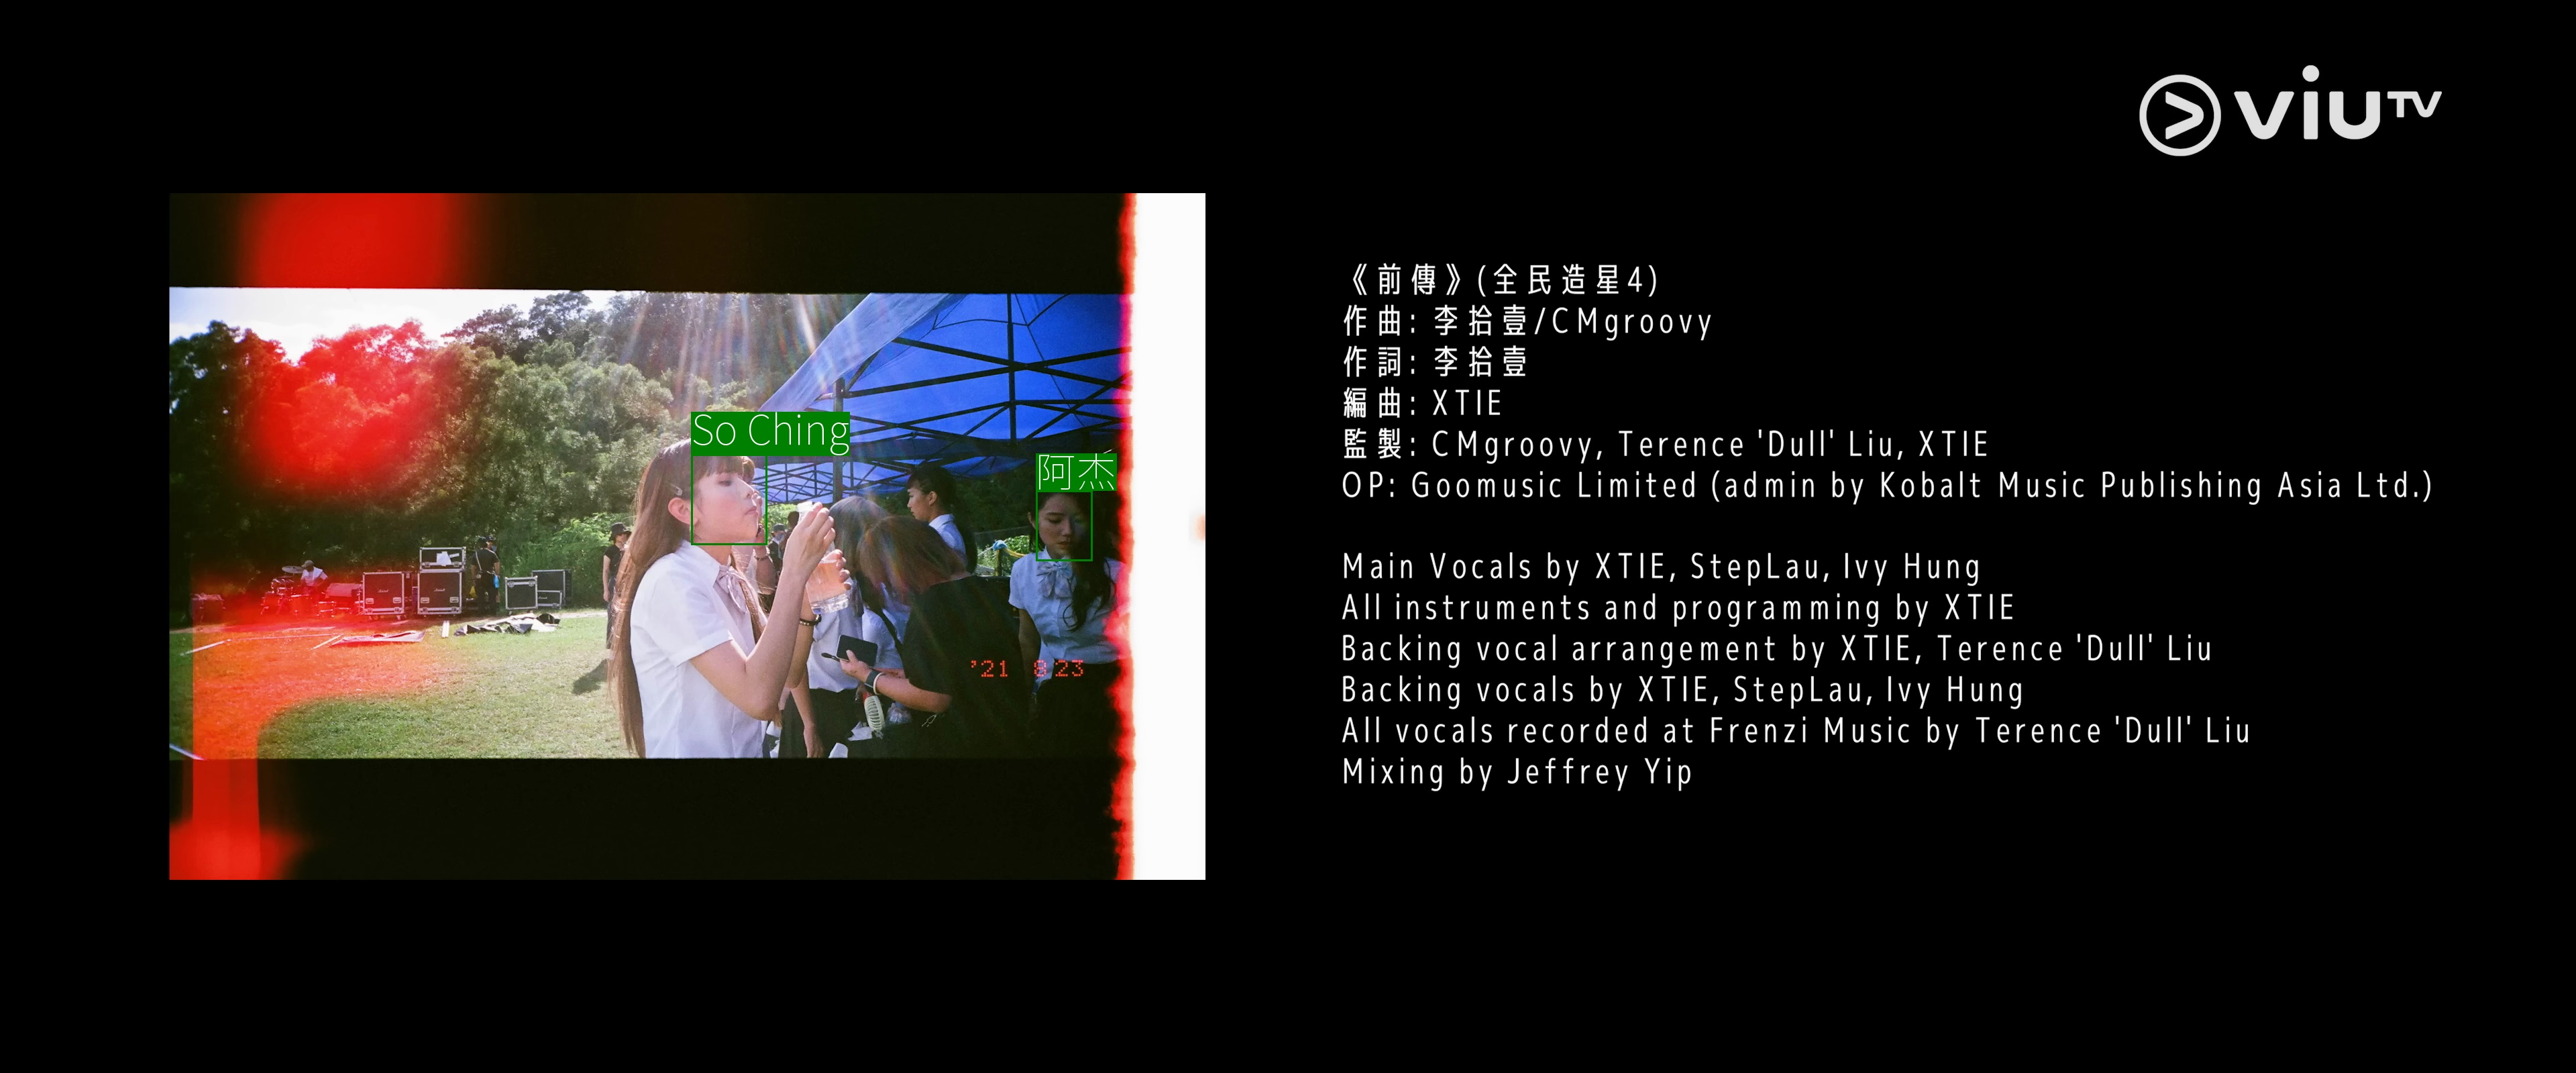 viuTV
So Ching
阿杰
'21 8 23
《前傳》(全民造星4)
作曲: 李拾壹/CMgroovy
作詞: 李拾壹
編曲: XTIE
監製: CMgroovy, Terence 'Dull' Liu, XTIE
OP: Goomusic Limited (admin by Kobalt Music Publishing Asia Ltd.)
Main Vocals by XTIE, StepLau, Ivy Hung
All instruments and programming by XTIE
Backing vocal arrangement by XTIE, Terence 'Dull' Liu
Backing vocals by XTIE, StepLau, Ivy Hung
All vocals recorded at Frenzi Music by Terence 'Dull' Liu
Mixing by Jeffrey Yip